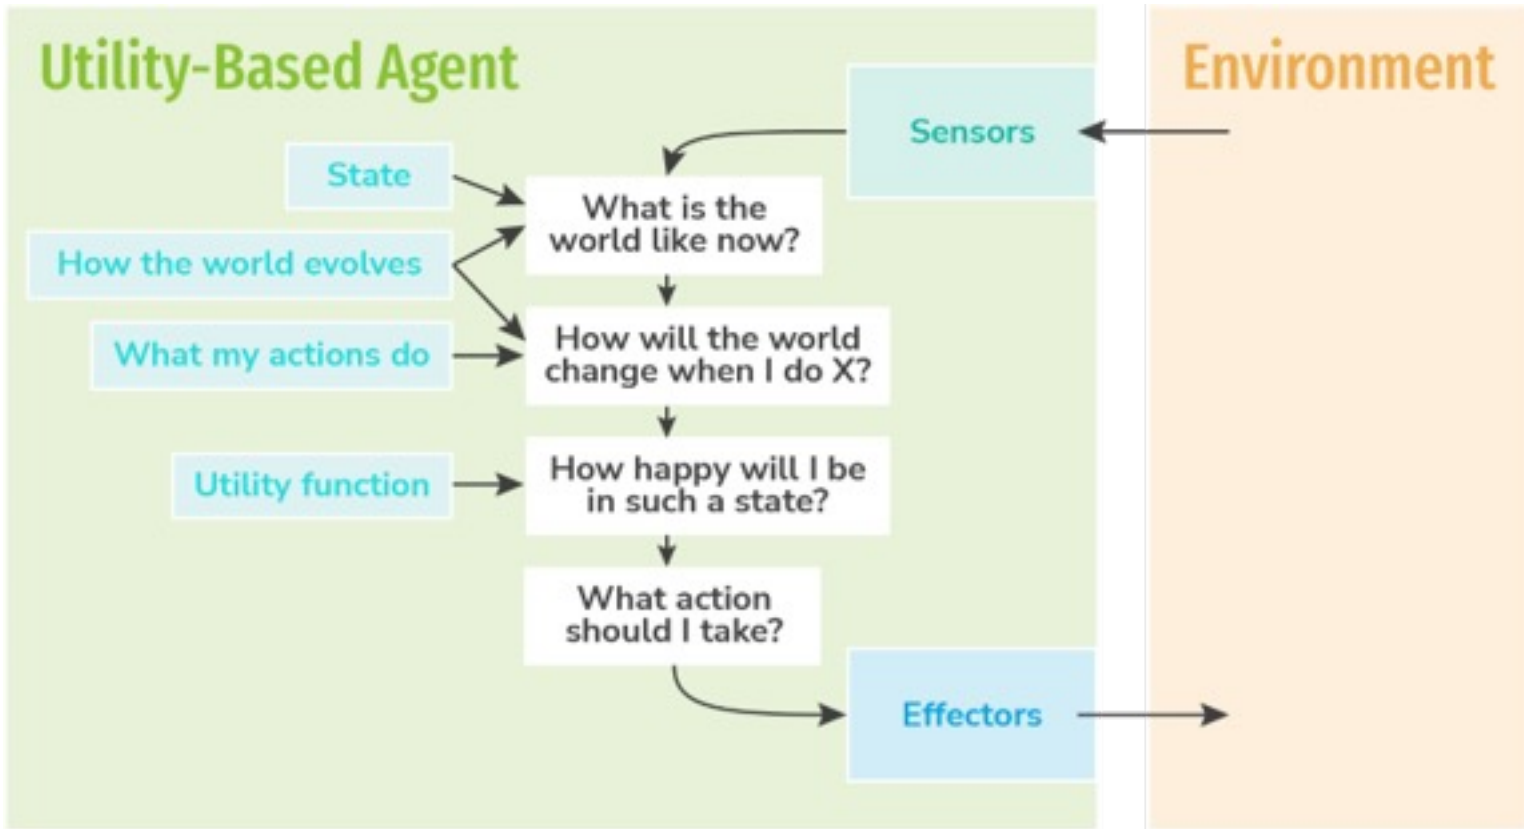 Utility-Based Agent
Environment
Sensors
State
What is the
world like now?
How the world evolves
How will the world
change when I do X?
What my actions do
How happy will I be
in such a state?
Utility function
What action
should I take?
Effectors